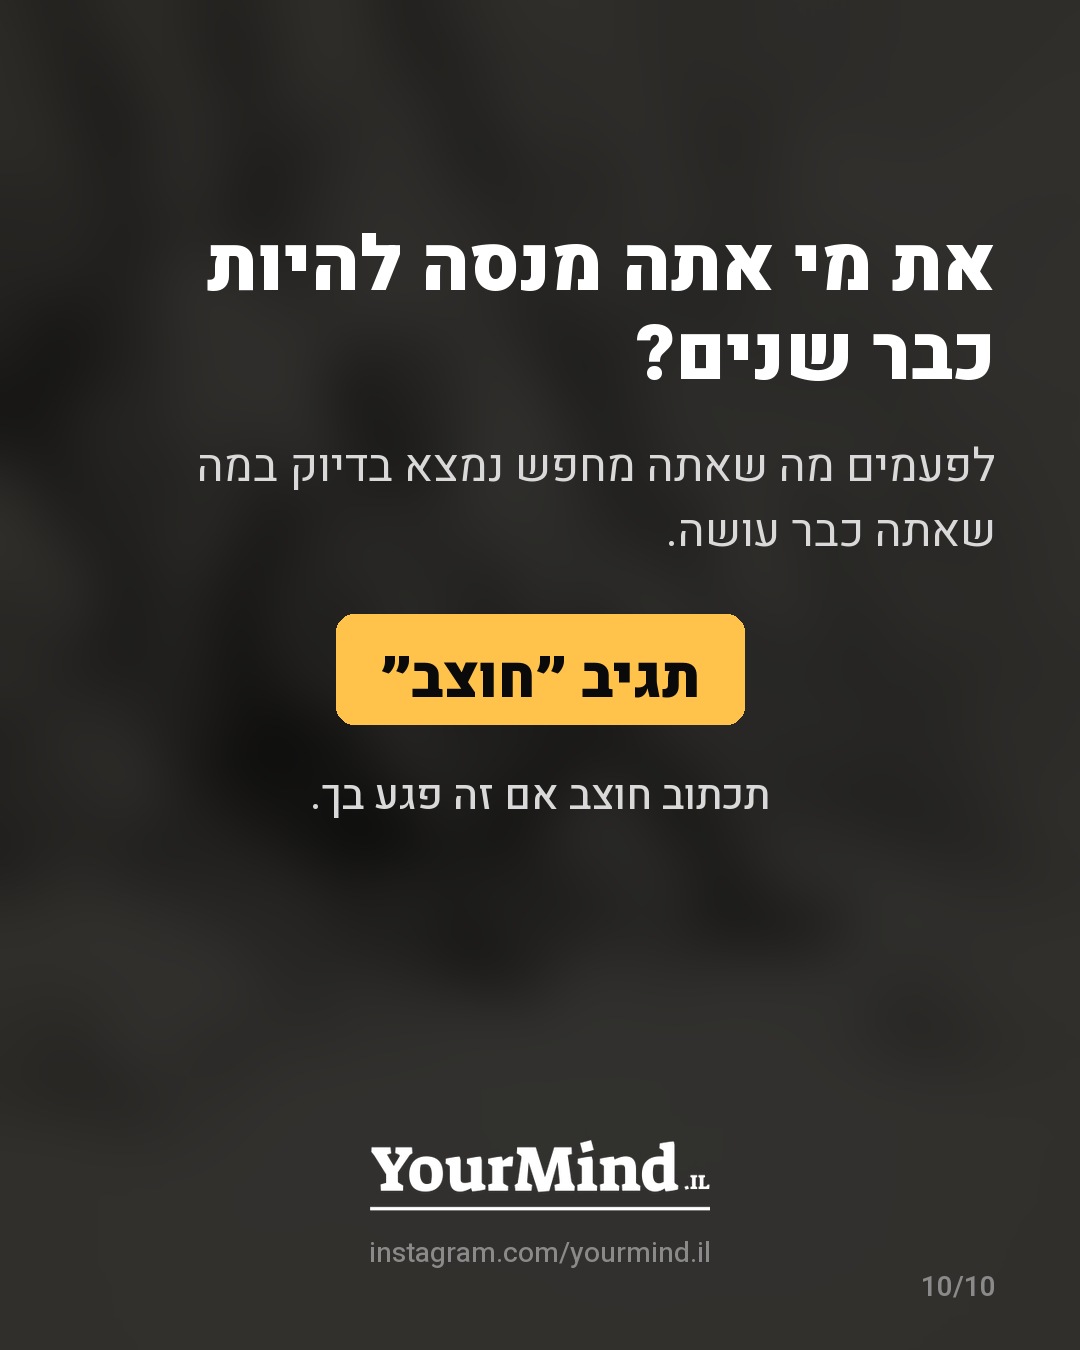 את מי אתה מנסה להיות
כבר שנים?
לפעמים מה שאתה מחפש נמצא בדיוק במה
שאתה כבר עושה.
תגיב ״חוצב״
תכתוב חוצב אם זה פגע בך.
YourMind.IL
instagram.com/yourmind.il
10/10